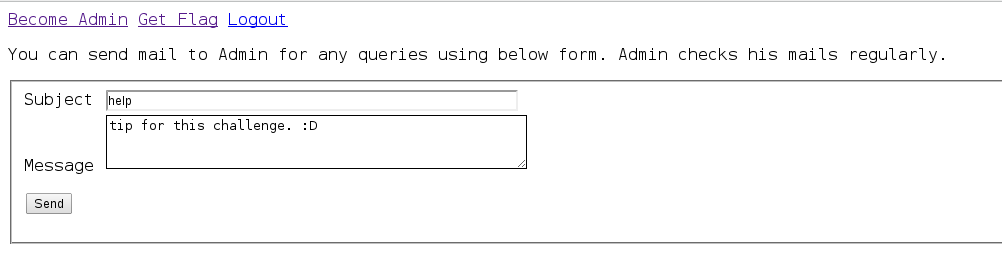 Become Admin Get Flag Logout
You can send mail to Admin for any queries using below form. Admin checks his mails regularly.
Subject help
tip for this challenge. :D
Message
Send